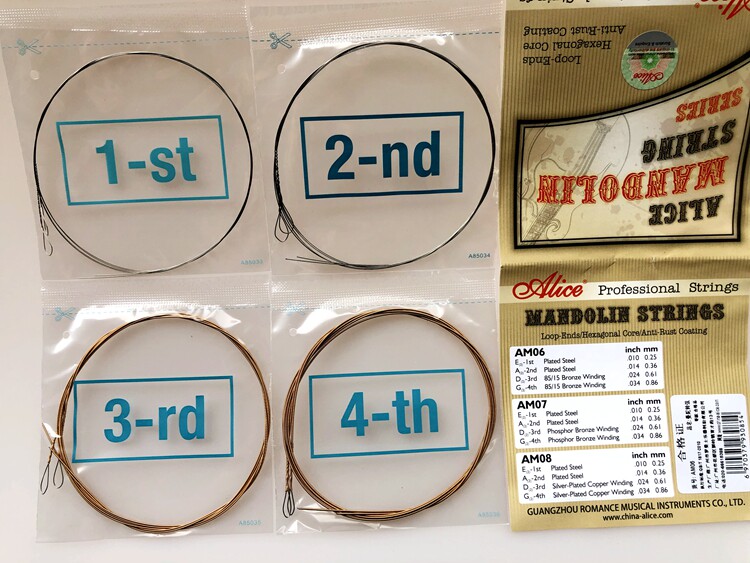 1-st
A85033
2-nd
A85034
3-rd
A85035
4-th
Alice
Loop-Ends
Hexagonal Core
Anti-Rust Coating
Alice
ALICE
MANDOLIN
STRING
SERIES
Alice Professional Strings
MANDOLIN STRINGS
Loop-Ends/Hexagonal Core/Anti-Rust Coating
AM06 inch mm
E-1st Plated Steel .010 0.25
A-2nd Plated Steel .014 0.36
D-3rd 85/15 Bronze Winding .024 0.61
G-4th 85/15 Bronze Winding .034 0.86
AM07 inch mm
E-1st Plated Steel .010 0.25
A-2nd Plated Steel .014 0.36
D-3rd Phosphor Bronze Winding .024 0.61
G-4th Phosphor Bronze Winding .034 0.86
AM08 inch mm
E-1st Plated Steel .010 0.25
A-2nd Plated Steel .014 0.36
D-3rd Silver-Plated Copper Winding .024 0.61
G-4th Silver-Plated Copper Winding .034 0.86
合格证
GUANGZHOU ROMANCE MUSICAL INSTRUMENTS CO., LTD.
www.china-alice.com